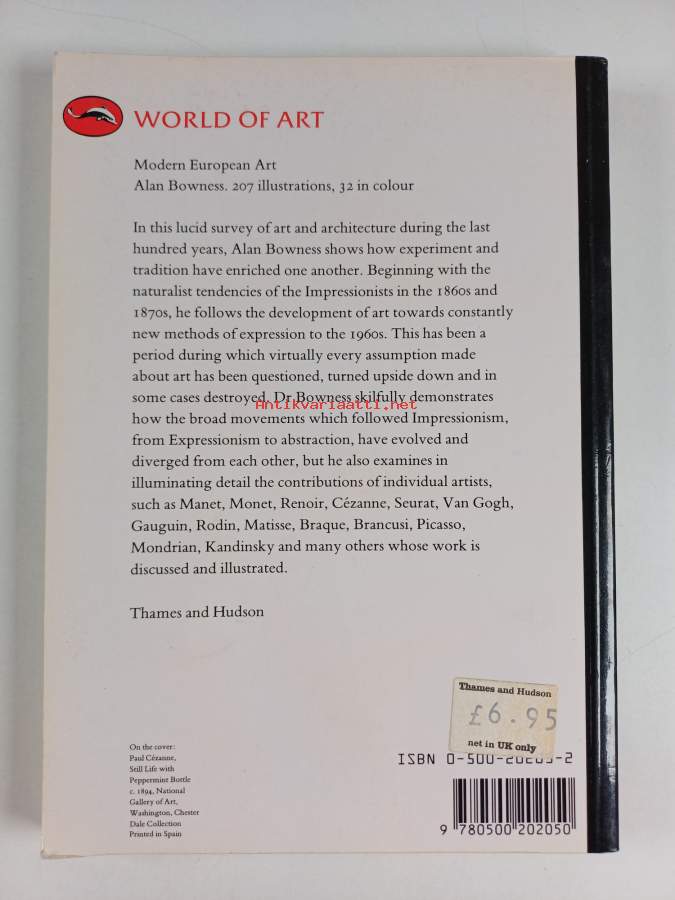 WORLD OF ART
Modern European Art
Alan Bowness. 207 illustrations, 32 in colour
In this lucid survey of art and architecture during the last
hundred years, Alan Bowness shows how experiment and
tradition have enriched one another. Beginning with the
naturalist tendencies of the Impressionists in the 1860s and
1870s, he follows the development of art towards constantly
new methods of expression to the 1960s. This has been a
period during which virtually every assumption made
about art has been questioned, turned upside down and in
some cases destroyed. Dr Bowness skilfully demonstrates
Antikvariaatti.net
how the broad movements which followed Impressionism,
from Expressionism to abstraction, have evolved and
diverged from each other, but he also examines in
illuminating detail the contributions of individual artists,
such as Manet, Monet, Renoir, Cézanne, Seurat, Van Gogh,
Gauguin, Rodin, Matisse, Braque, Brancusi, Picasso,
Mondrian, Kandinsky and many others whose work is
discussed and illustrated.
Thames and Hudson
Thames and Hudson
£6.95
net in UK only
ISBN 0-500-20205-2
9 780500 202050
On the cover:
Paul Cézanne,
Still Life with
Peppermint Bottle
c. 1894, National
Gallery of Art,
Washington, Chester
Dale Collection
Printed in Spain